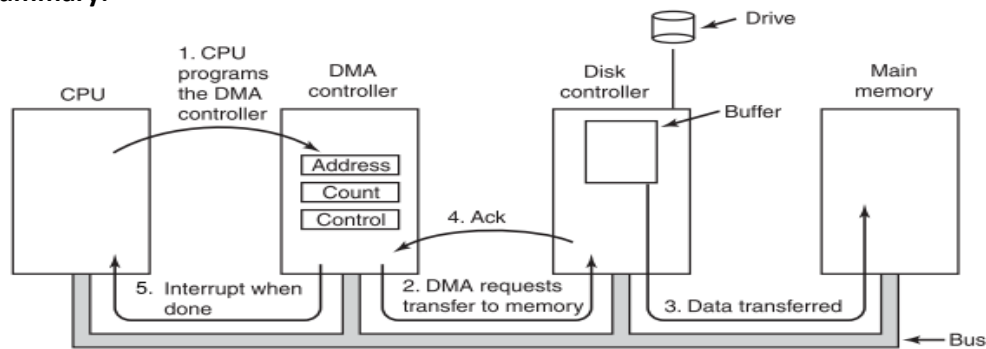 Drive
1. CPU
programs
the DMA
controller
CPU
DMA
controller
Disk
controller
Main
memory
Buffer
Address
Count
Control
4. Ack
5. Interrupt when
done
2. DMA requests
transfer to memory
3. Data transferred
Bus